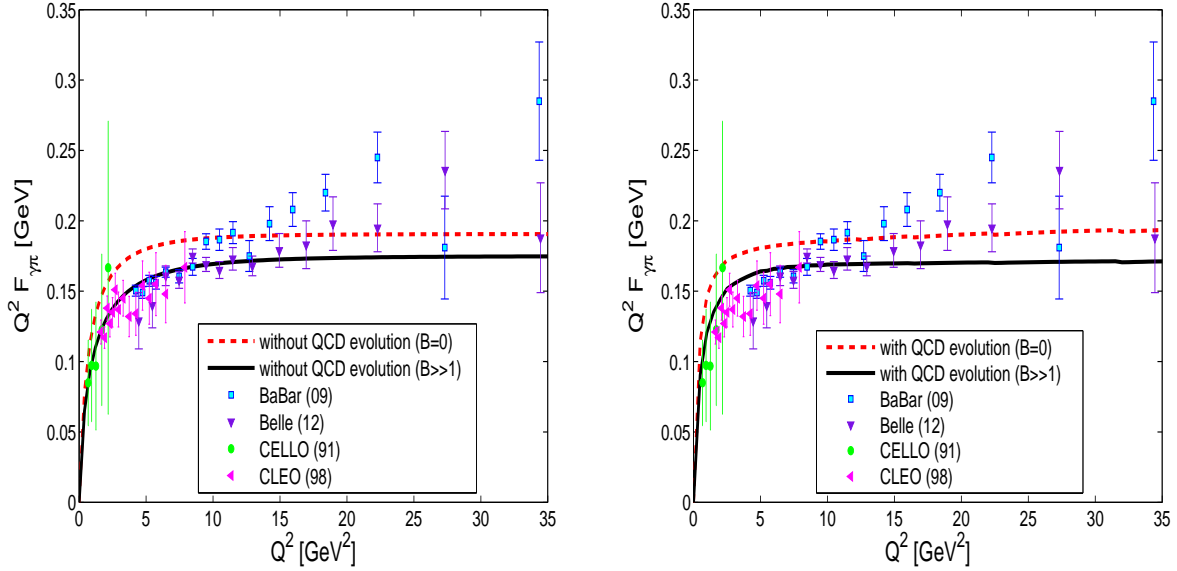 0.35
0.3
0.25
0.2
0.15
0.1
0.05
0
Q² F_γπ [GeV]
without QCD evolution (B=0)
without QCD evolution (B>>1)
BaBar (09)
Belle (12)
CELLO (91)
CLEO (98)
0 5 10 15 20 25 30 35
Q² [GeV²]
0.35
0.3
0.25
0.2
0.15
0.1
0.05
0
Q² F_γπ [GeV]
with QCD evolution (B=0)
with QCD evolution (B>>1)
BaBar (09)
Belle (12)
CELLO (91)
CLEO (98)
0 5 10 15 20 25 30 35
Q² [GeV²]